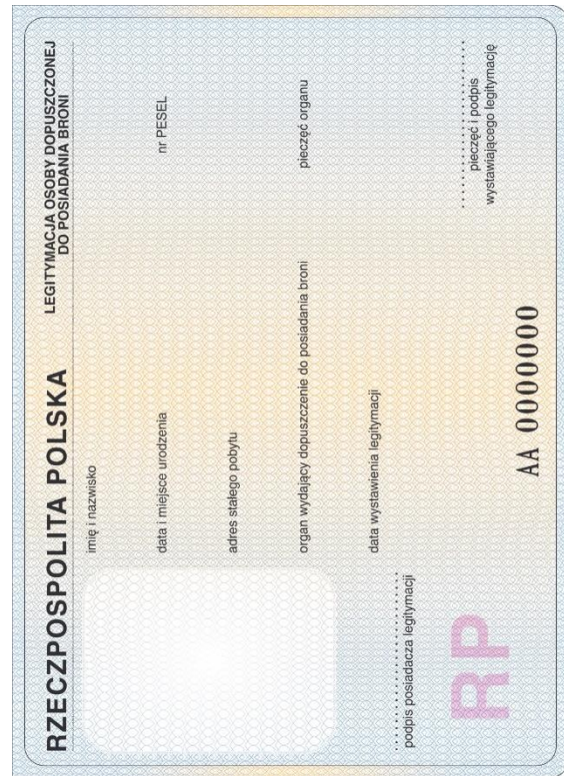 RZECZPOSPOLITA POLSKA
LEGITYMACJA OSOBY DOPUSZCZONEJ
DO POSIADANIA BRONI
imię i nazwisko
data i miejsce urodzenia
nr PESEL
adres stałego pobytu
organ wydający dopuszczenie do posiadania broni
pieczęć organu
data wystawienia legitymacji
podpis posiadacza legitymacji
RP
AA 0000000
pieczęć i podpis
wystawiającego legitymację